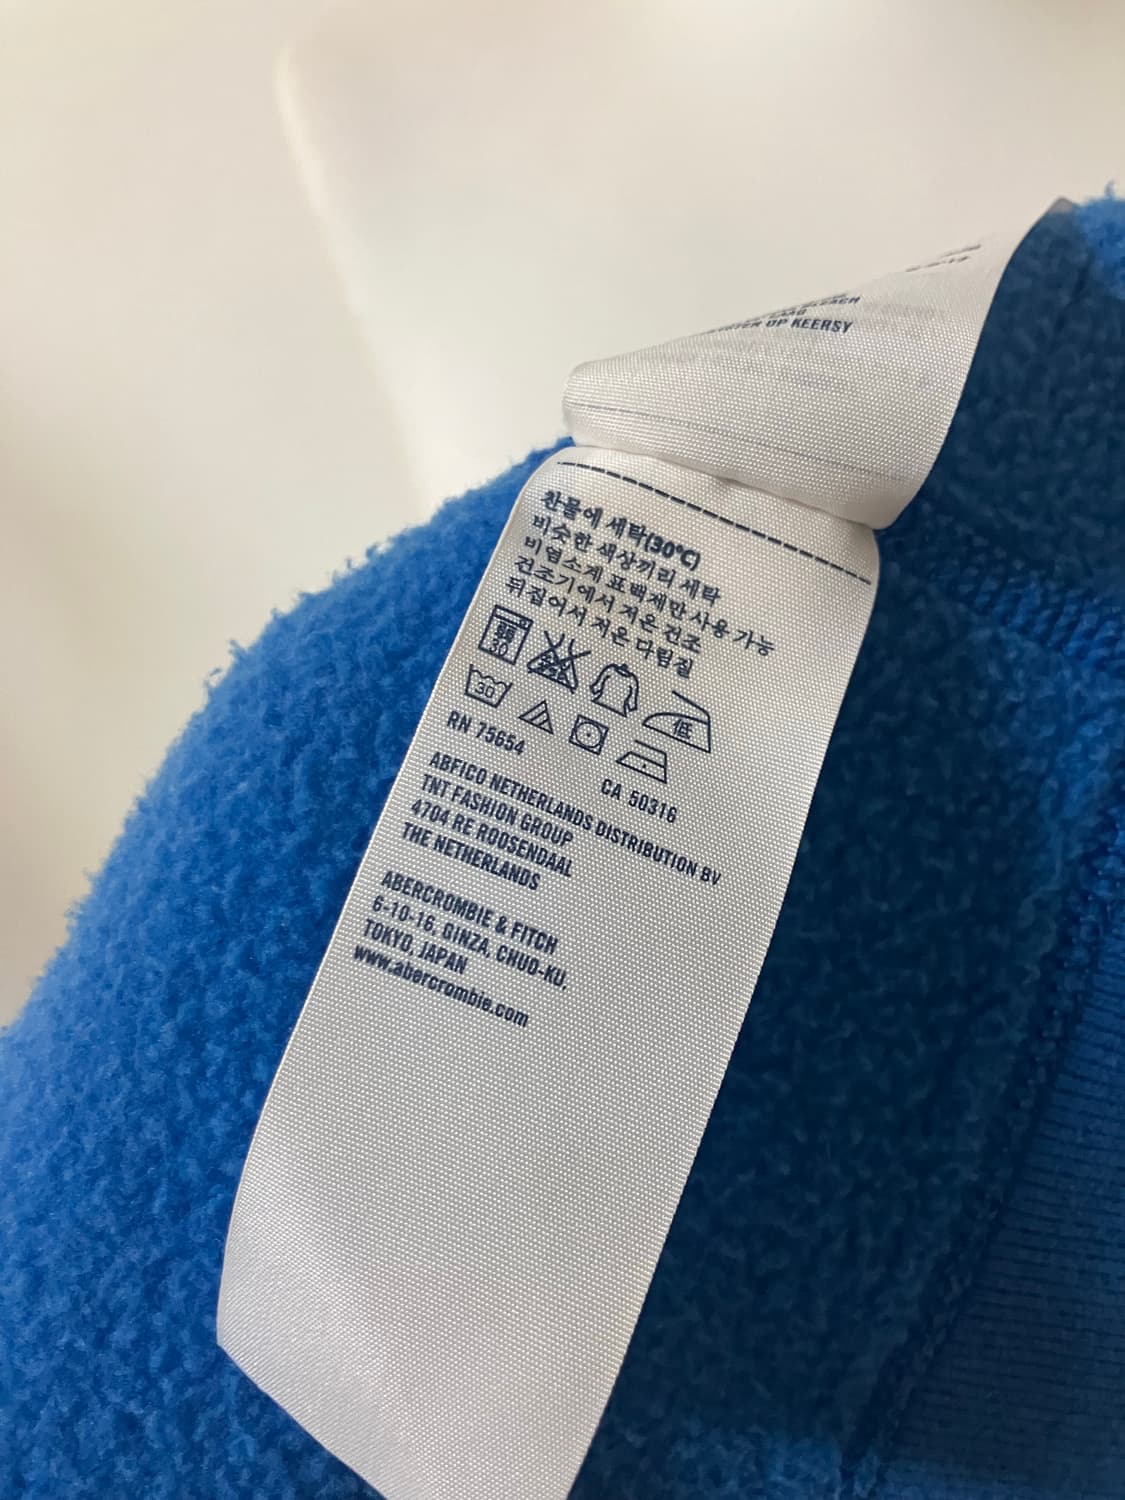 BLEACH
OP KEERSY
찬물에 세탁(30℃)
비슷한 색상끼리 세탁
비염소계 표백제만 사용 가능
건조기에서 저온 건조
뒤집어서 저온 다림질
弱
30
低
30
RN 75654
CA 50316
ABFICO NETHERLANDS DISTRIBUTION BV
TNT FASHION GROUP
4704 RE ROOSENDAAL
THE NETHERLANDS
ABERCROMBIE & FITCH
6-10-16, GINZA, CHUO-KU,
TOKYO, JAPAN
www.abercrombie.com